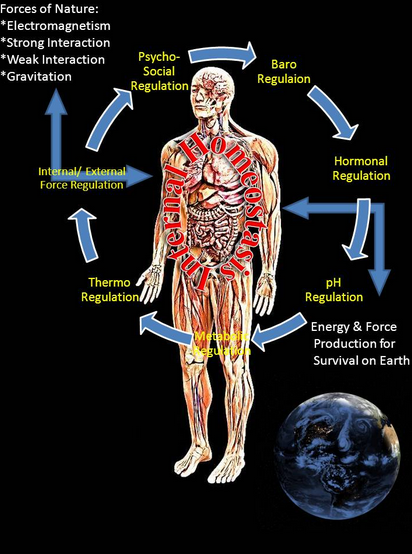 Forces of Nature:
*Electromagnetism
*Strong Interaction
*Weak Interaction
*Gravitation
Psycho-
Social
Regulation
Baro
Regulaion
Hormonal
Regulation
Internal/ External
Force Regulation
Internal Homeostasis
Thermo
Regulation
pH
Regulation
Metabolic
Regulation
Energy & Force
Production for
Survival on Earth